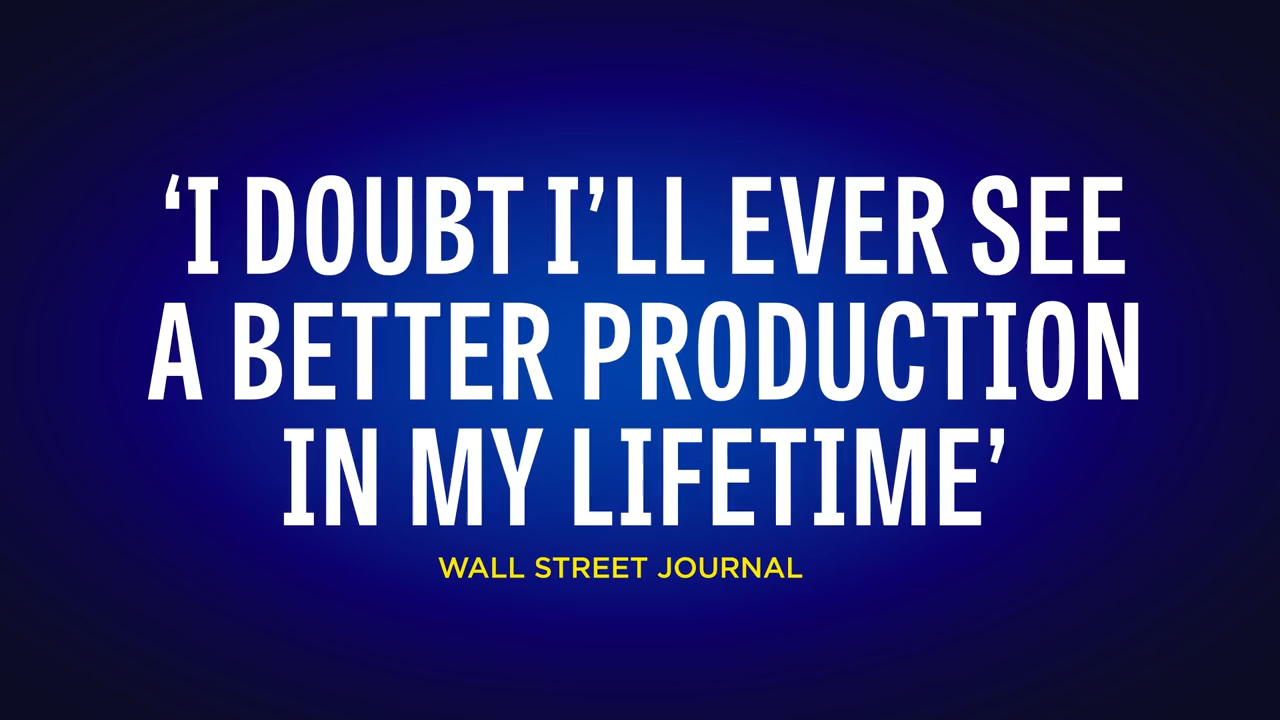 ‘I DOUBT I’LL EVER SEE
A BETTER PRODUCTION
IN MY LIFETIME’
WALL STREET JOURNAL